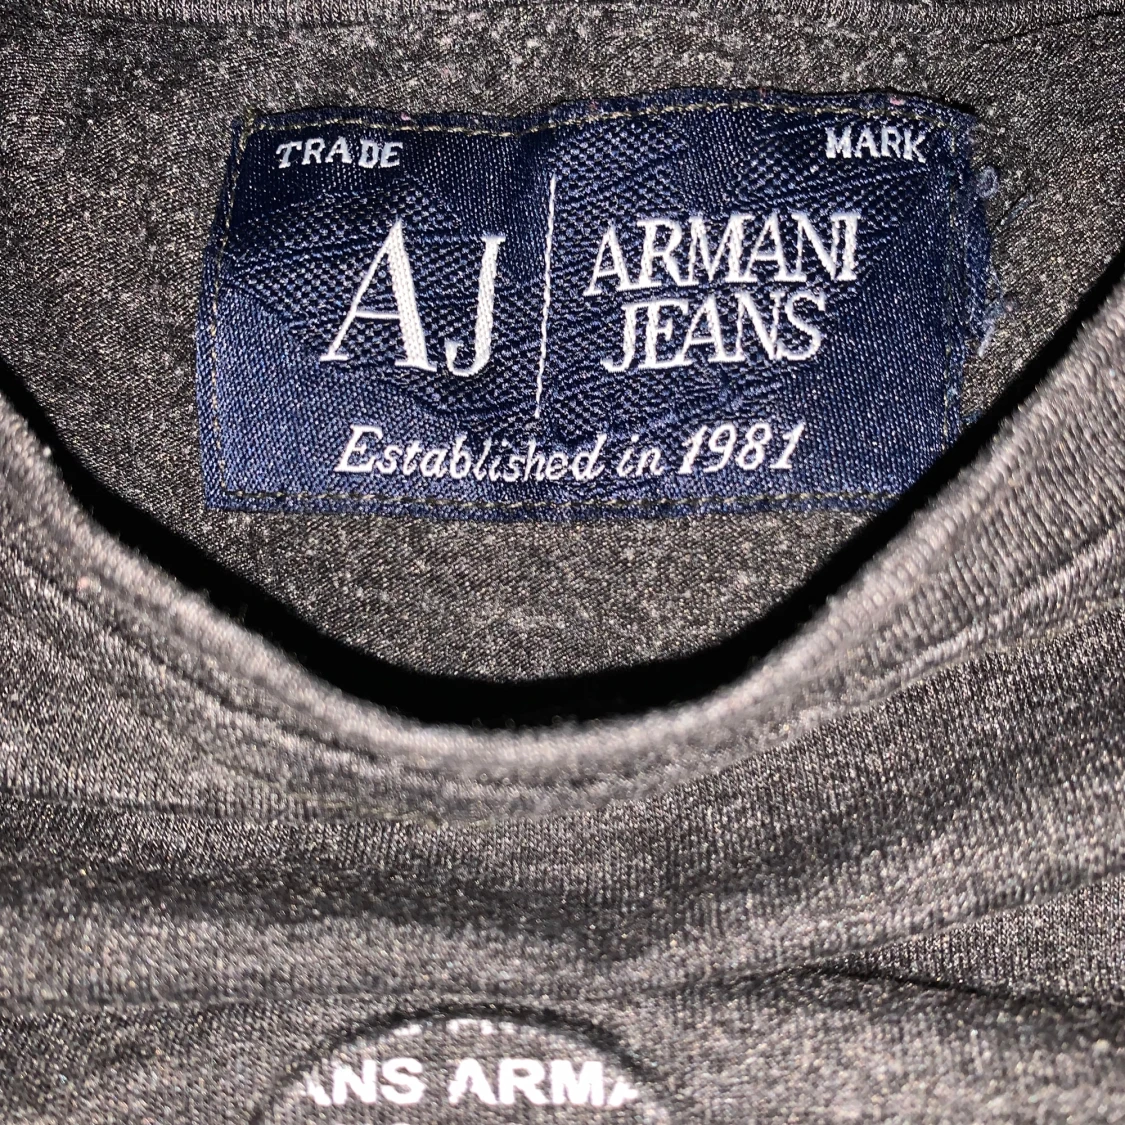 TRADE MARK
AJ ARMANI
JEANS
Established in 1981
ANS ARMA